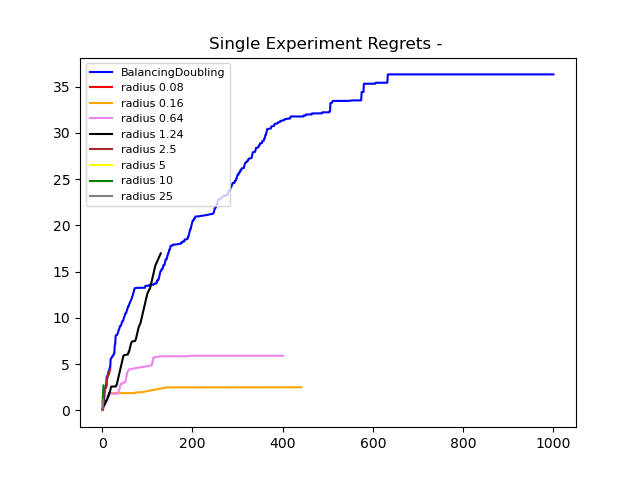 Single Experiment Regrets -
BalancingDoubling
radius 0.08
radius 0.16
radius 0.64
radius 1.24
radius 2.5
radius 5
radius 10
radius 25
35
30
25
20
15
10
5
0
0 200 400 600 800 1000